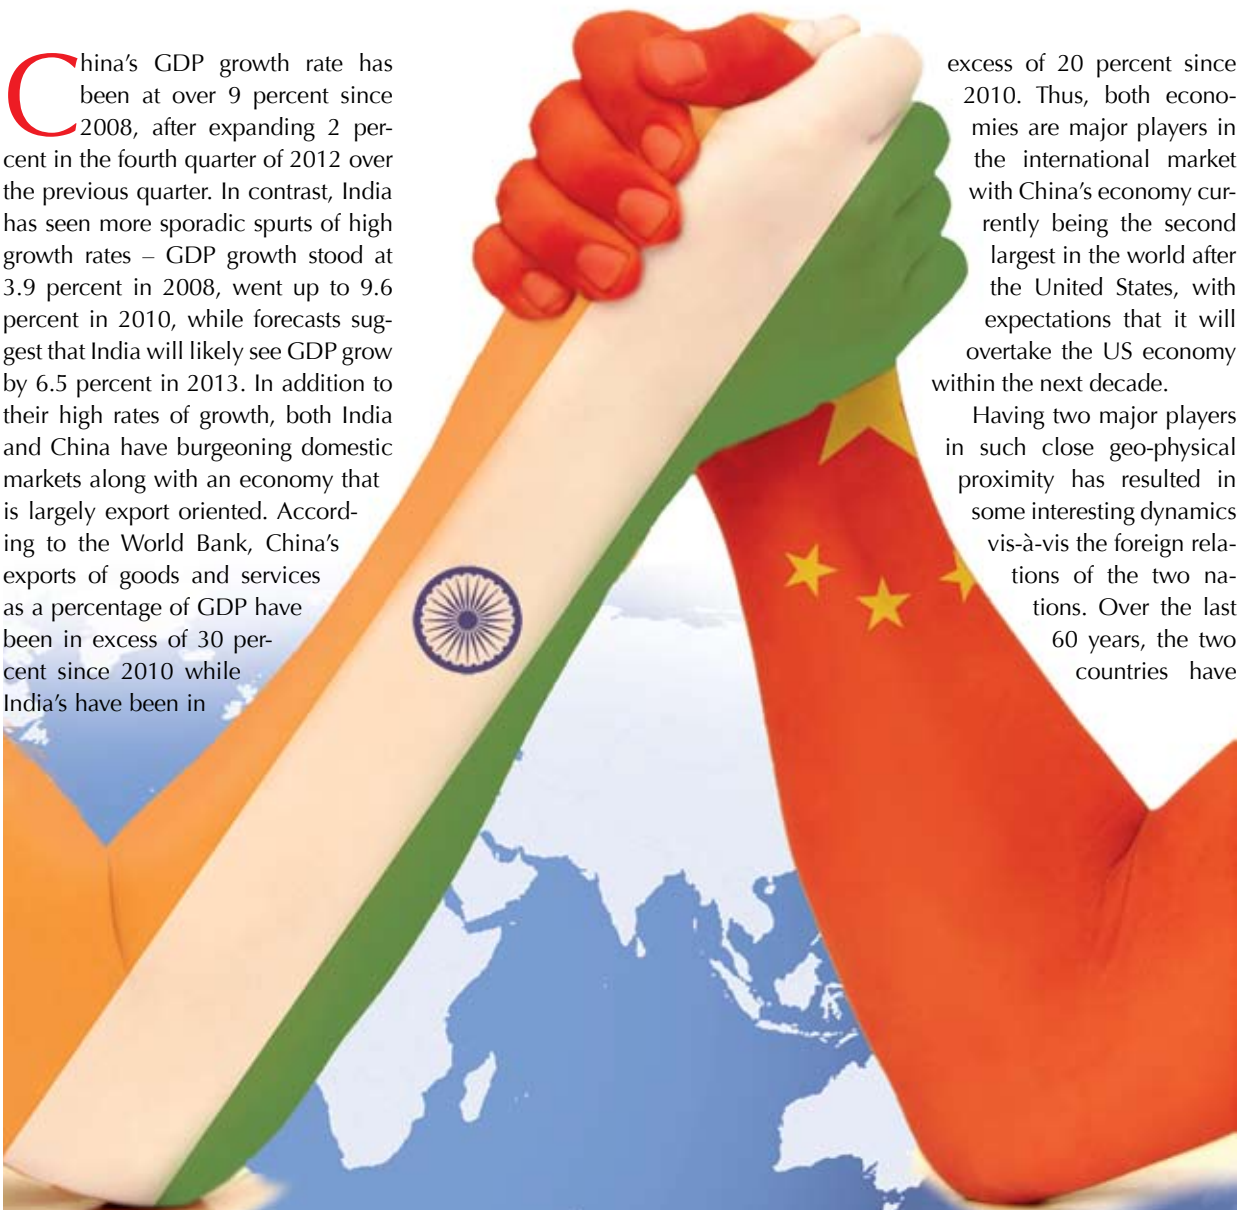 China's GDP growth rate has
been at over 9 percent since
2008, after expanding 2 per-
cent in the fourth quarter of 2012 over
the previous quarter. In contrast, India
has seen more sporadic spurts of high
growth rates – GDP growth stood at
3.9 percent in 2008, went up to 9.6
percent in 2010, while forecasts sug-
gest that India will likely see GDP grow
by 6.5 percent in 2013. In addition to
their high rates of growth, both India
and China have burgeoning domestic
markets along with an economy that
is largely export oriented. Accord-
ing to the World Bank, China's
exports of goods and services
as a percentage of GDP have
been in excess of 30 per-
cent since 2010 while
India's have been in
excess of 20 percent since
2010. Thus, both econo-
mies are major players in
the international market
with China's economy cur-
rently being the second
largest in the world after
the United States, with
expectations that it will
overtake the US economy
within the next decade.
Having two major players
in such close geo-physical
proximity has resulted in
some interesting dynamics
vis-à-vis the foreign rela-
tions of the two na-
tions. Over the last
60 years, the two
countries have